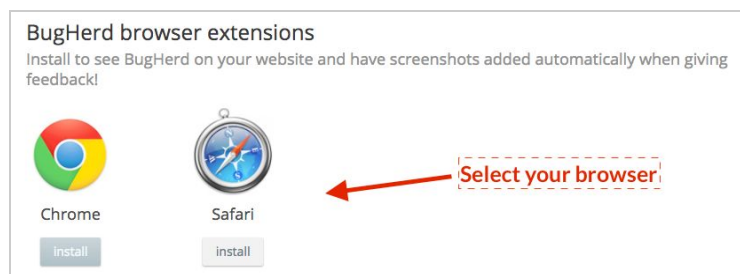 BugHerd browser extensions
Install to see BugHerd on your website and have screenshots added automatically when giving
feedback!
Select your browser
Chrome Safari
install install